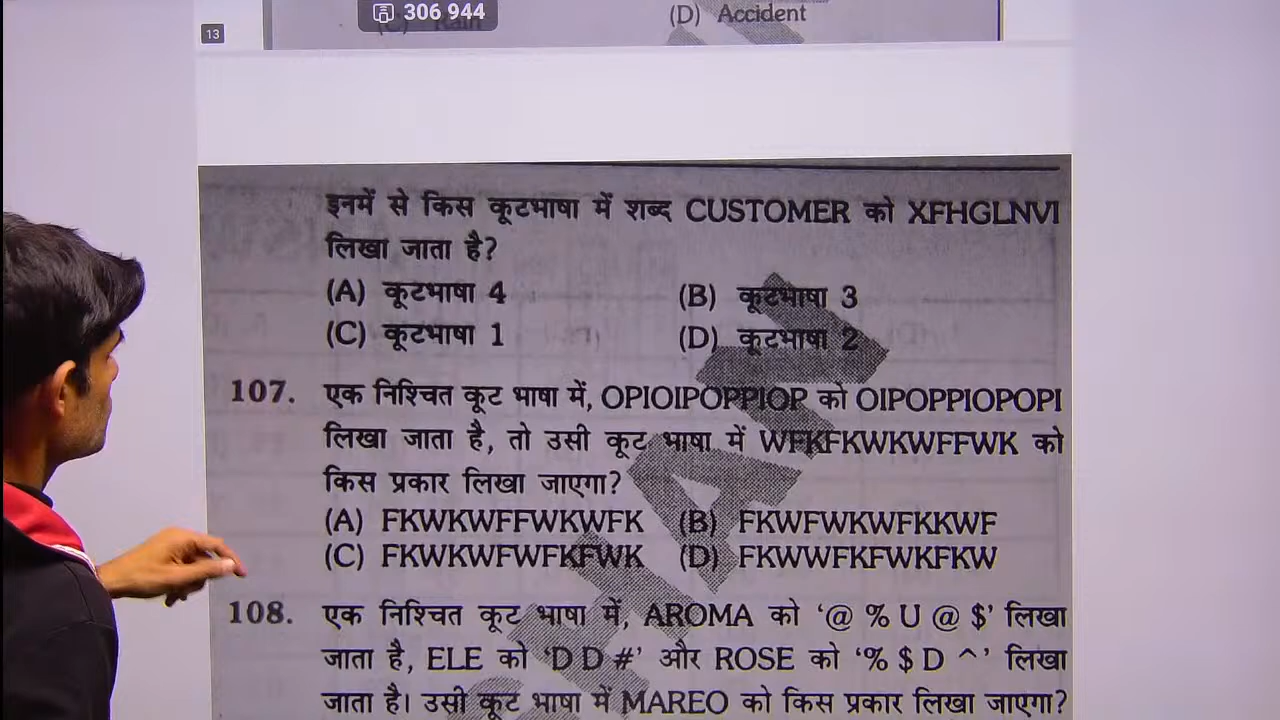 306 944
(C) Rain
(D) Accident
13
इनमें से किस कूटभाषा में शब्द CUSTOMER को XFHGLNVI
लिखा जाता है?
(A) कूटभाषा 4
(B) कूटभाषा 3
(C) कूटभाषा 1
(D) कूटभाषा 2
107. एक निश्चित कूट भाषा में, OPIOIPOPPIOP को OIPOPPIOPOPI
लिखा जाता है, तो उसी कूट भाषा में WFKFKWKWFFWK को
किस प्रकार लिखा जाएगा?
(A) FKWKWFFWKWFK (B) FKWFWKWFKKWF
(C) FKWKWFWFKFWK (D) FKWWFKFWKFKW
108. एक निश्चित कूट भाषा में, AROMA को ‘@ % U @ $’ लिखा
जाता है, ELE को ‘D D #’ और ROSE को ‘% $ D ^’ लिखा
जाता है। उसी कूट भाषा में MAREO को किस प्रकार लिखा जाएगा?